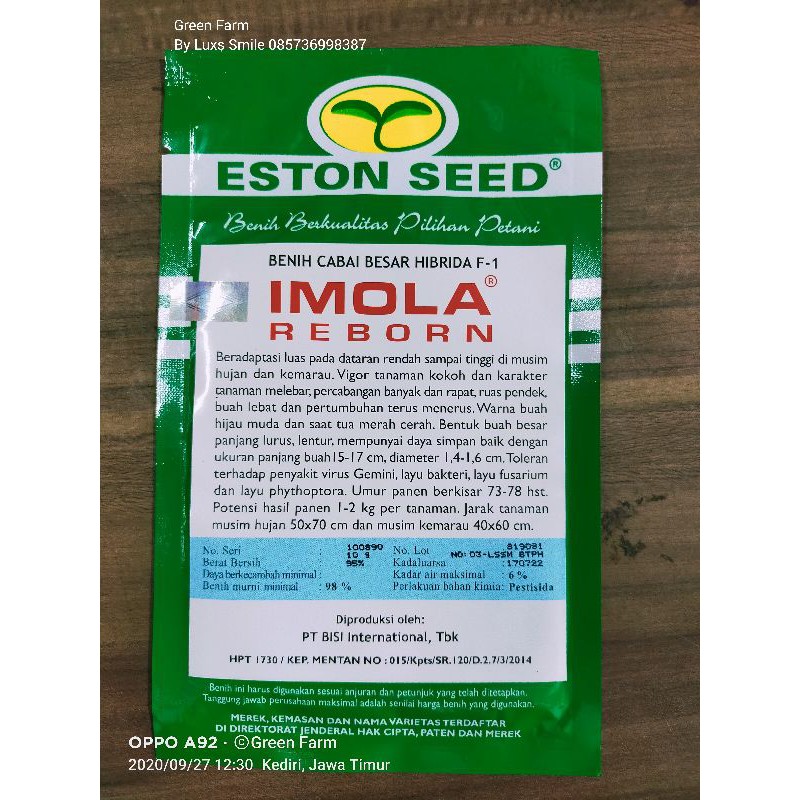 Green Farm
By Luxs Smile 085736998387
ESTON SEED®
Benih Berkualitas Pilihan Petani
BENIH CABAI BESAR HIBRIDA F-1
IMOLA®
REBORN
Beradaptasi luas pada dataran rendah sampai tinggi di musim
hujan dan kemarau. Vigor tanaman kokoh dan karakter
tanaman melebar, percabangan banyak dan rapat, ruas pendek,
buah lebat dan pertumbuhan terus menerus. Warna buah
hijau muda dan saat tua merah cerah. Bentuk buah besar
panjang lurus, lentur, mempunyai daya simpan baik dengan
ukuran panjang buah15-17 cm, diameter 1,4-1,6 cm. Toleran
terhadap penyakit virus Gemini, layu bakteri, layu fusarium
dan layu phythoptora. Umur panen berkisar 73-78 hst.
Potensi hasil panen 1-2 kg per tanaman. Jarak tanaman
musim hujan 50x70 cm dan musim kemarau 40x60 cm.
No. Seri : 100890 No. Lot 819081
Berat Bersih : 10 g NO: 03-LSSM BTPH
Daya berkecambah minimal : 95% Kadaluarsa : 170722
Benih murni minimal : 98 % Kadar air maksimal : 6 %
Perlakuan bahan kimia: Pestisida
Diproduksi oleh:
PT BISI International, Tbk
HPT 1730 / KEP. MENTAN NO : 015/Kpts/SR.120/D.2.7/3/2014
Benih ini harus digunakan sesuai anjuran dan petunjuk yang telah ditetapkan.
Tanggung jawab perusahaan maksimal adalah senilai harga benih yang digunakan.
MEREK, KEMASAN DAN NAMA VARIETAS TERDAFTAR
DI DIREKTORAT JENDERAL HAK CIPTA, PATEN DAN MEREK
OPPO A92 · ©Green Farm
2020/09/27 12:30 Kediri, Jawa Timur